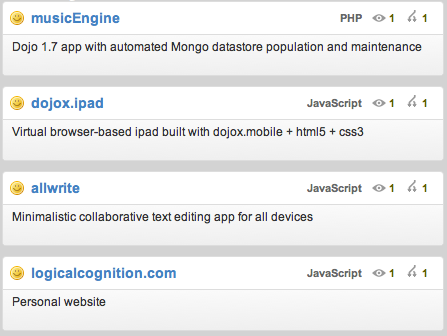 musicEngine PHP 1 1
Dojo 1.7 app with automated Mongo datastore population and maintenance
dojox.ipad JavaScript 1 1
Virtual browser-based ipad built with dojox.mobile + html5 + css3
allwrite JavaScript 1 1
Minimalistic collaborative text editing app for all devices
logicalcognition.com JavaScript 1 1
Personal website